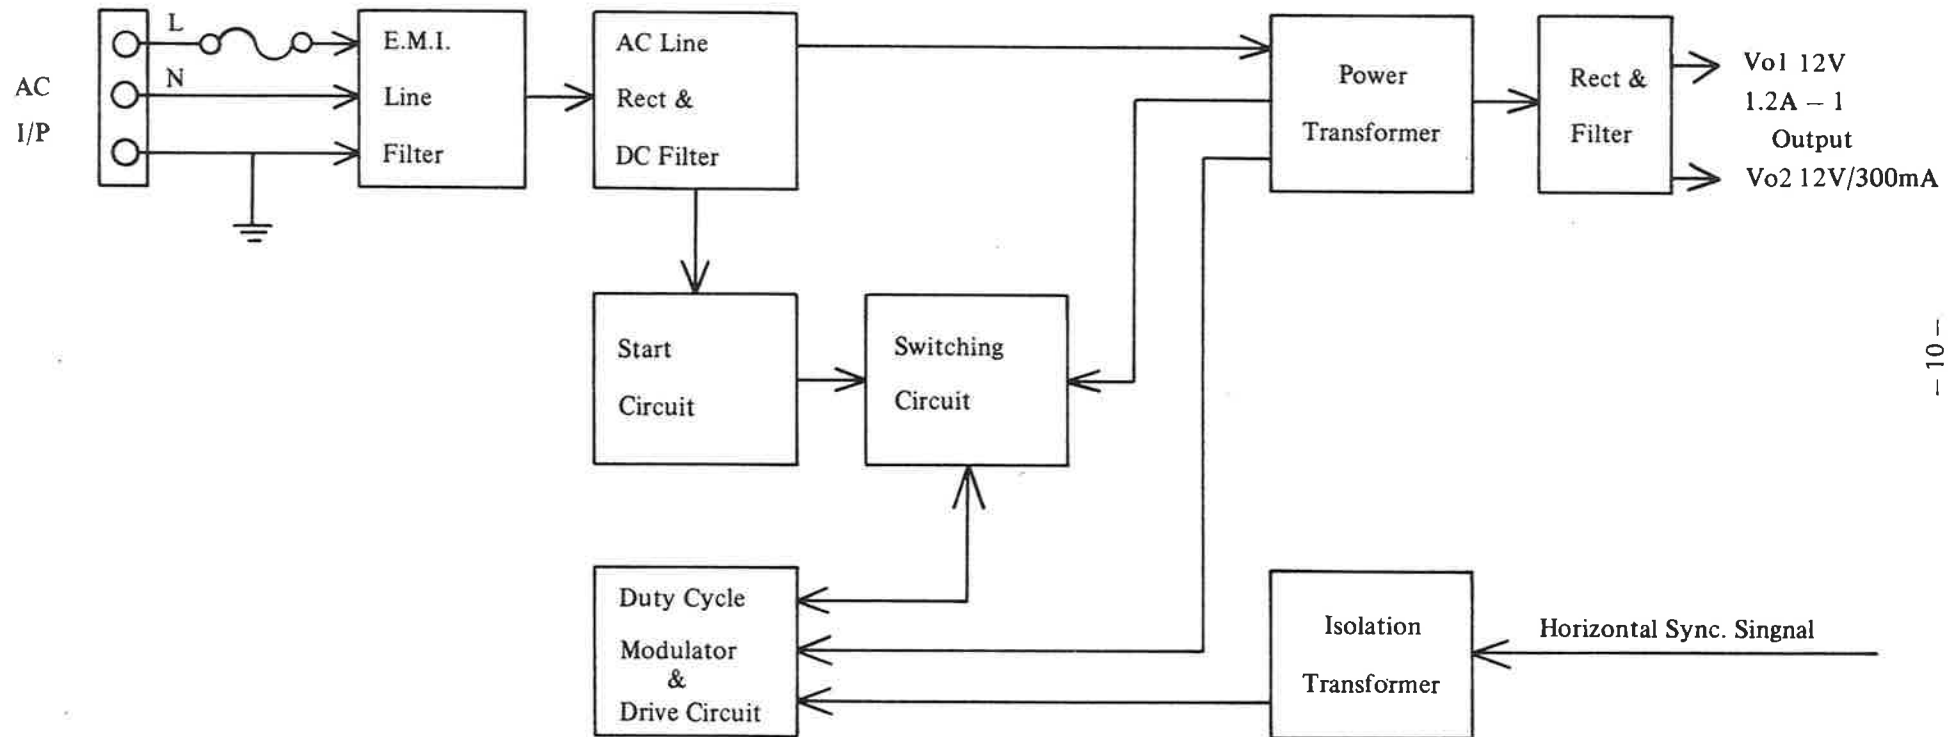 AC
I/P
L
N
E.M.I.
Line
Filter
AC Line
Rect &
DC Filter
Power
Transformer
Rect &
Filter
Vo1 12V
1.2A – 1
Output
Vo2 12V/300mA
Start
Circuit
Switching
Circuit
Duty Cycle
Modulator
&
Drive Circuit
Isolation
Transformer
Horizontal Sync. Singnal
– 10 –